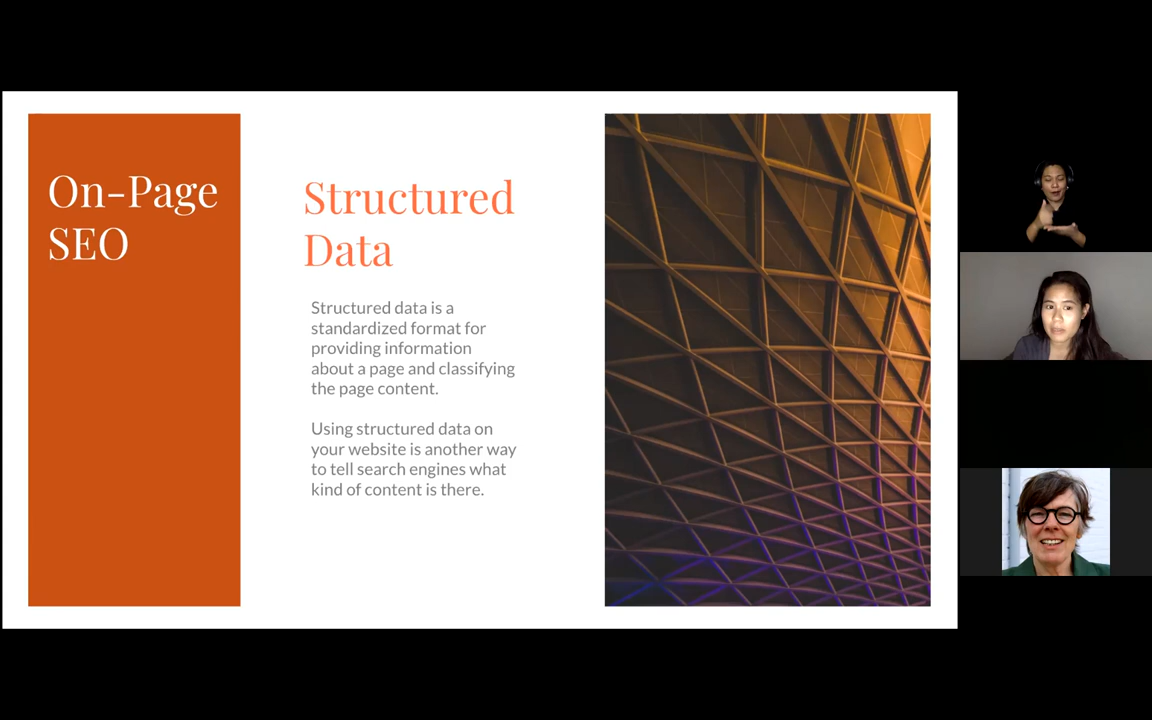 On-Page
SEO
Structured
Data
Structured data is a
standardized format for
providing information
about a page and classifying
the page content.
Using structured data on
your website is another way
to tell search engines what
kind of content is there.